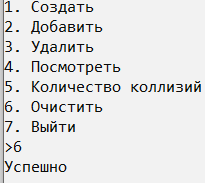 1. Создать
2. Добавить
3. Удалить
4. Посмотреть
5. Количество коллизий
6. Очистить
7. Выйти
>6
Успешно